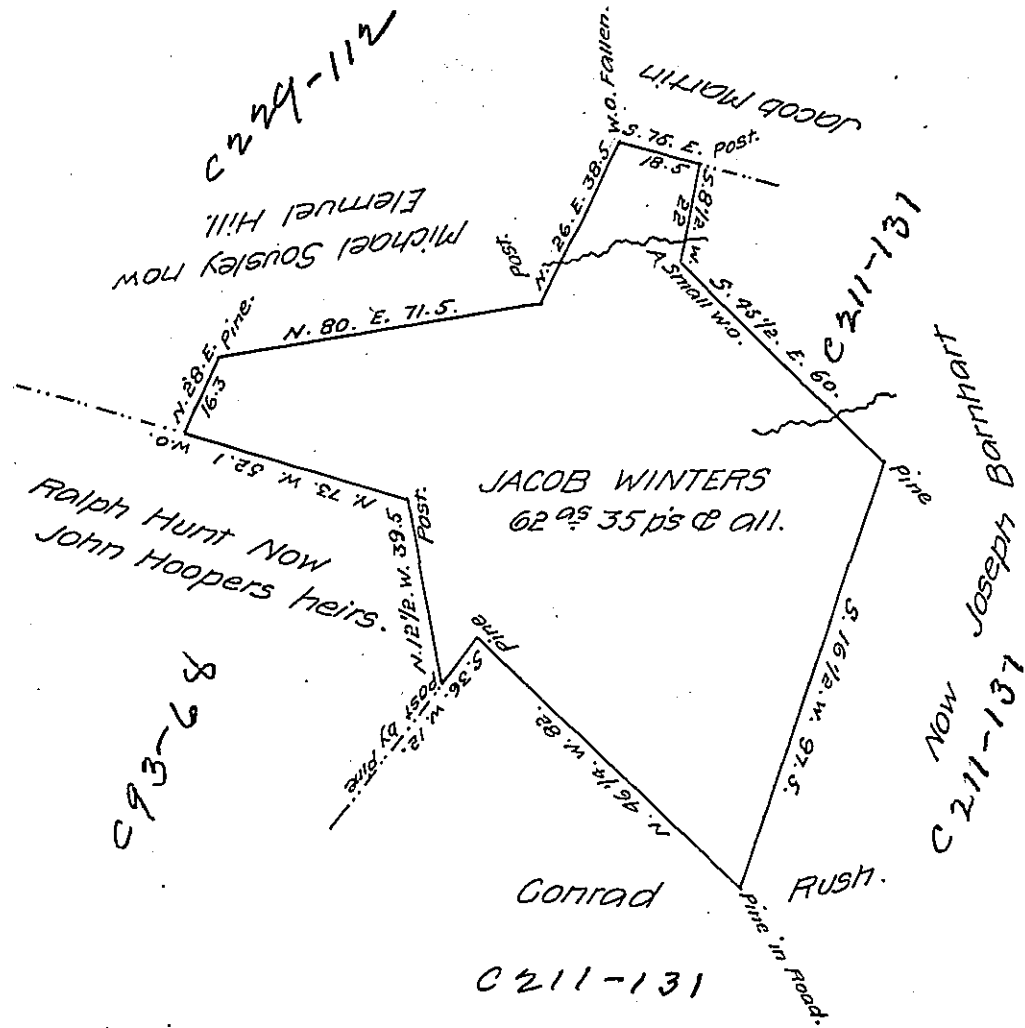 C224-112
W.O. Fallen.
Jacob Martin
S. 76. E.
18.5
Post.
Michael Sousley now
Elemuel Hill.
N. 26. E. 38.5
Post.
S. 8 1/2. W.
22
A Small W.O.
S. 45 1/2. E. 60.
C211-131
N. 80. E. 71.5.
Pine.
N. 28. E.
16.3
W.O.
N. 73. W. 52.1
Post.
JACOB WINTERS
62 as 35 ps & all.
Pine
Now Joseph Barnhart
C211-131
Ralph Hunt Now
John Hoopers heirs.
N. 12 1/2. W. 39.5
Pine
S. 36. W. 12.
Post by Pine
C93-68
N. 46 1/4. W. 82.
S. 16 1/2. W. 97.5.
Conrad Rush.
Pine in Road.
C211-131